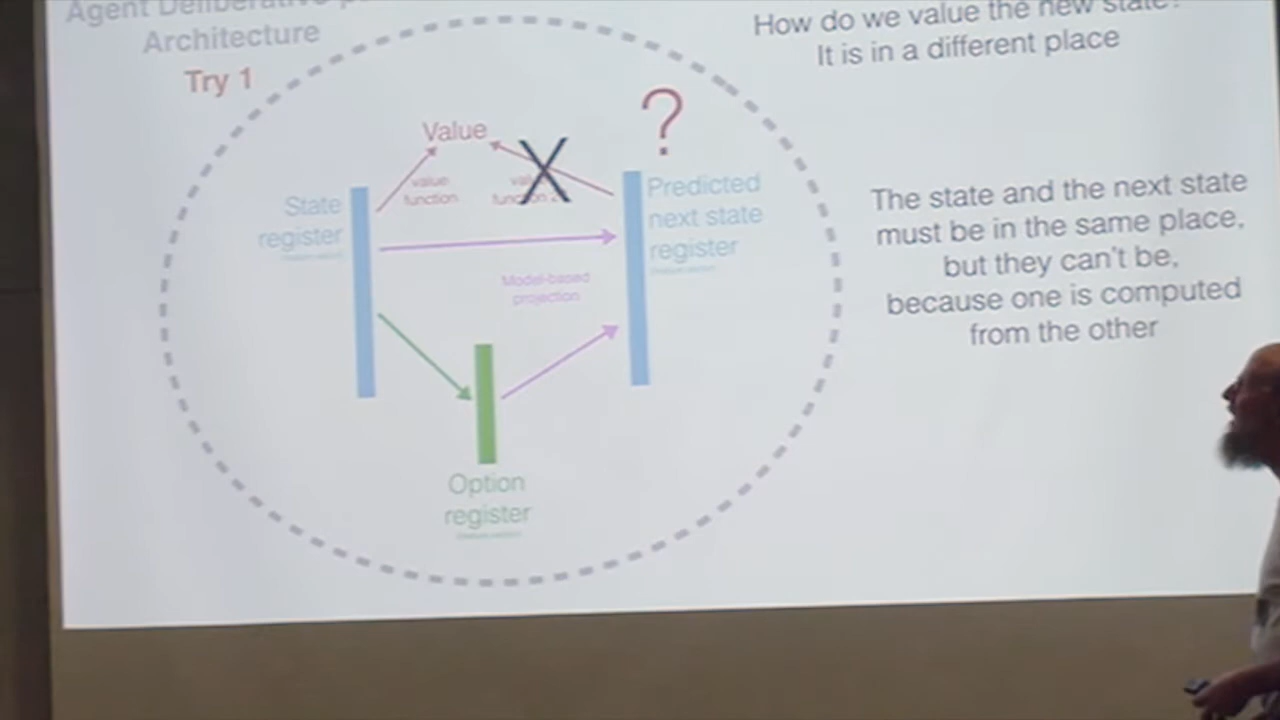 Agent Deliberative
Architecture
Try 1
How do we value the new state?
It is in a different place
?
Value
X
value
function
function 2
State
register
Predicted
next state
register
Model-based
projection
Option
register
The state and the next state
must be in the same place,
but they can't be,
because one is computed
from the other